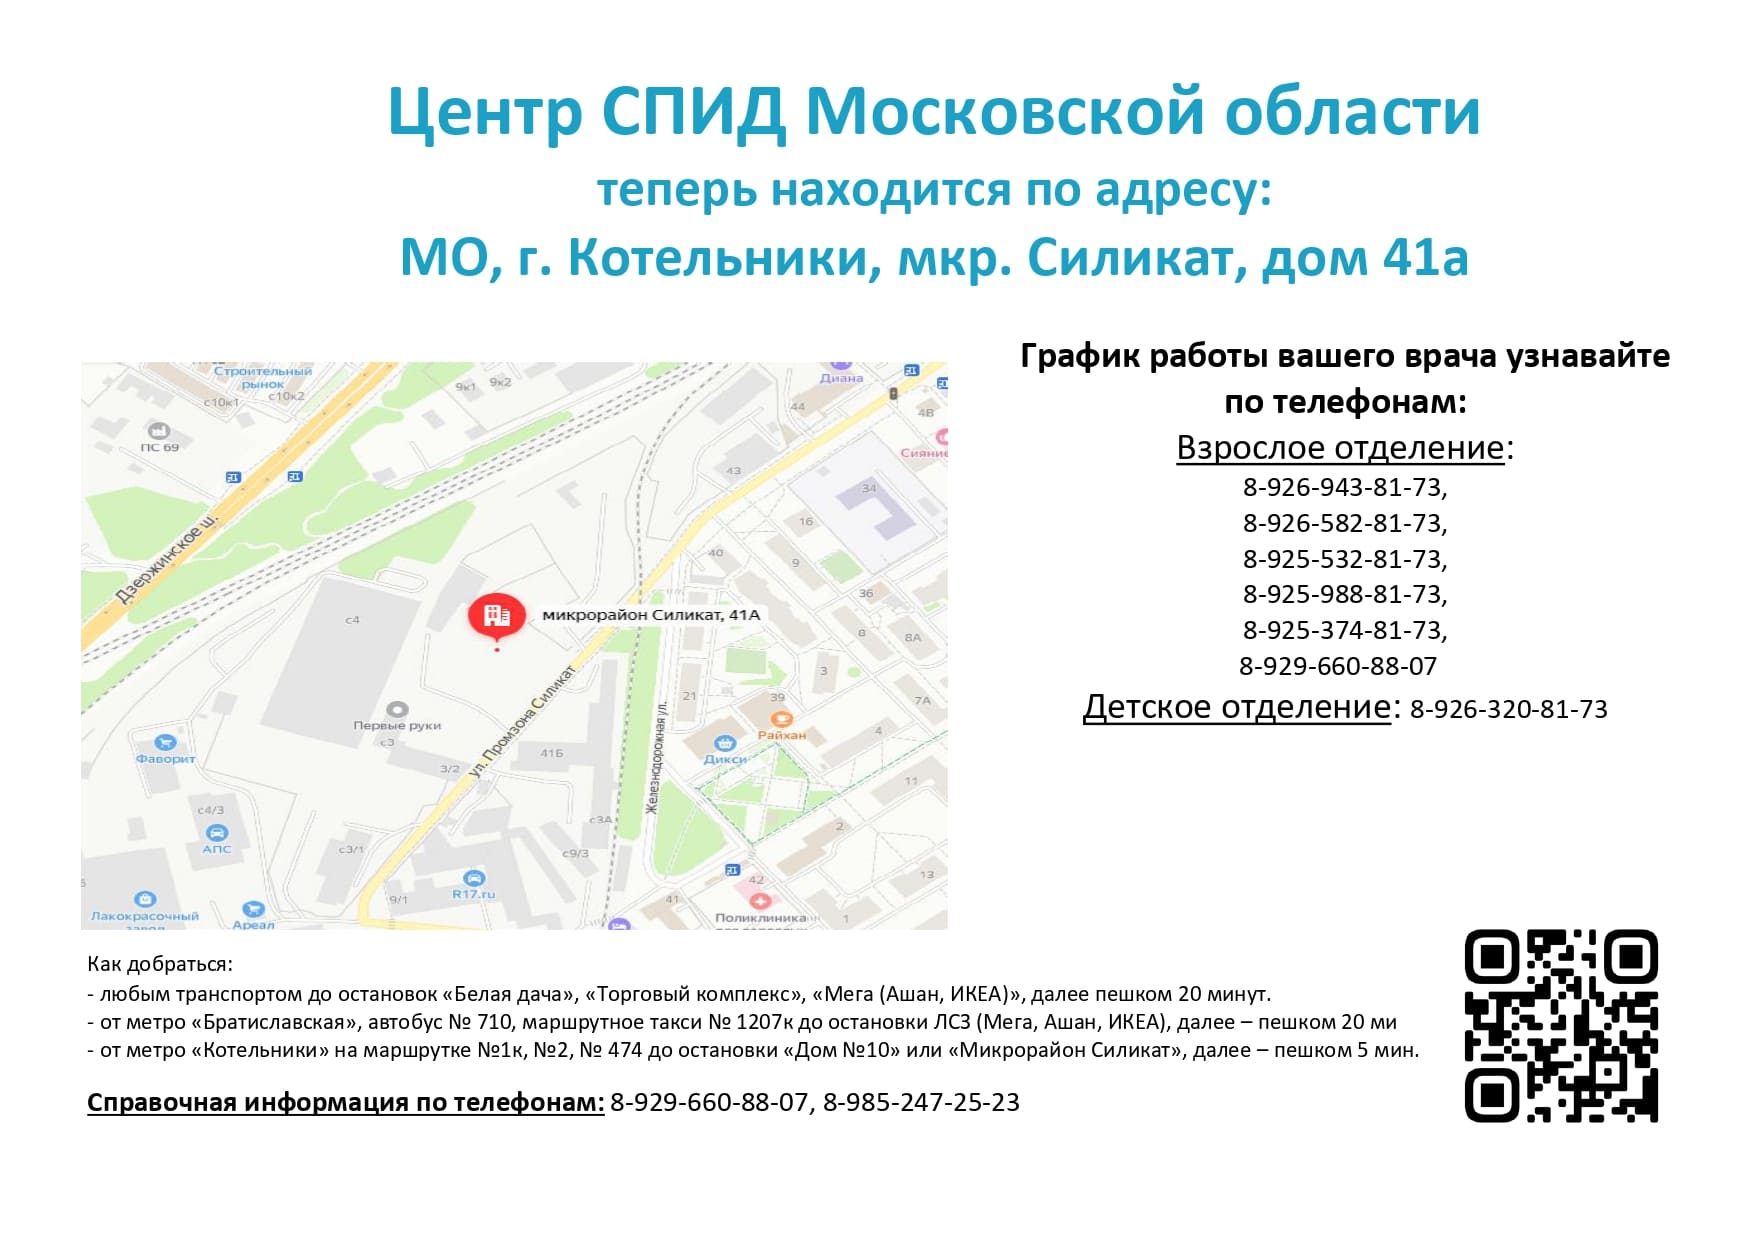 Центр СПИД Московской области
теперь находится по адресу:
МО, г. Котельники, мкр. Силикат, дом 41а
График работы вашего врача узнавайте
по телефонам:
Взрослое отделение:
8-926-943-81-73,
8-926-582-81-73,
8-925-532-81-73,
8-925-988-81-73,
8-925-374-81-73,
8-929-660-88-07
Детское отделение: 8-926-320-81-73
Строительный
рынок
с10к1
с10к2
9к1
9к2
Диана
44
4В
Сияние
ПС 69
43
34
16
40
9
36
Дзержинское ш.
с4
микрорайон Силикат, 41А
8
8А
3
21
39
7А
Райхан
4
Первые руки
с3
ул. Промзона Силикат
Железнодорожная ул.
Дикси
Фаворит
3/2
41Б
11
с4/3
АПС
с3А
2
с3/1
с9/3
13
R17.ru
42
9/1
41
Поликлиника
1
Лакокрасочный
завод
Ареал
Как добраться:
- любым транспортом до остановок «Белая дача», «Торговый комплекс», «Мега (Ашан, ИКЕА)», далее пешком 20 минут.
- от метро «Братиславская», автобус № 710, маршрутное такси № 1207к до остановки ЛСЗ (Мега, Ашан, ИКЕА), далее – пешком 20 ми
- от метро «Котельники» на маршрутке №1к, №2, № 474 до остановки «Дом №10» или «Микрорайон Силикат», далее – пешком 5 мин.
Справочная информация по телефонам: 8-929-660-88-07, 8-985-247-25-23